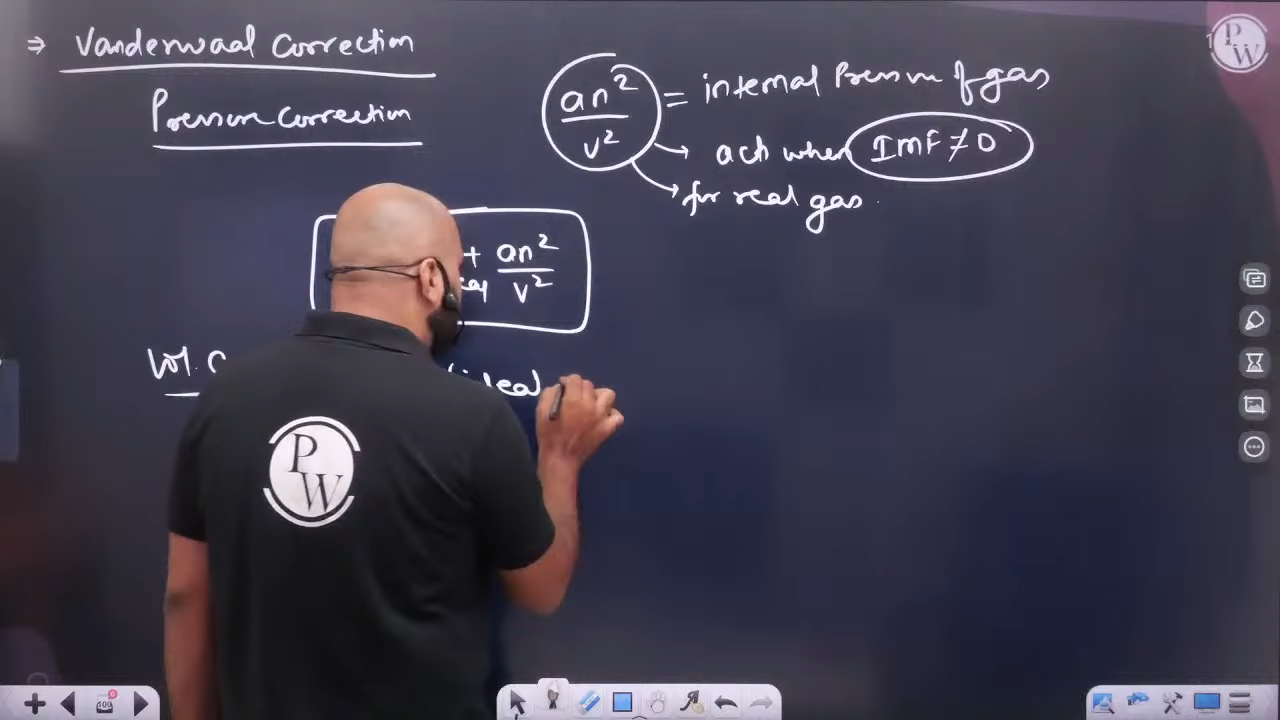 ⇒ Vanderwaal Correction
Pressure Correction
an²/v² = internal Pressure of gas
→ act when IMF ≠ 0
→ for real gas.
+ an²/v²
(ideal
P
W
PW
100